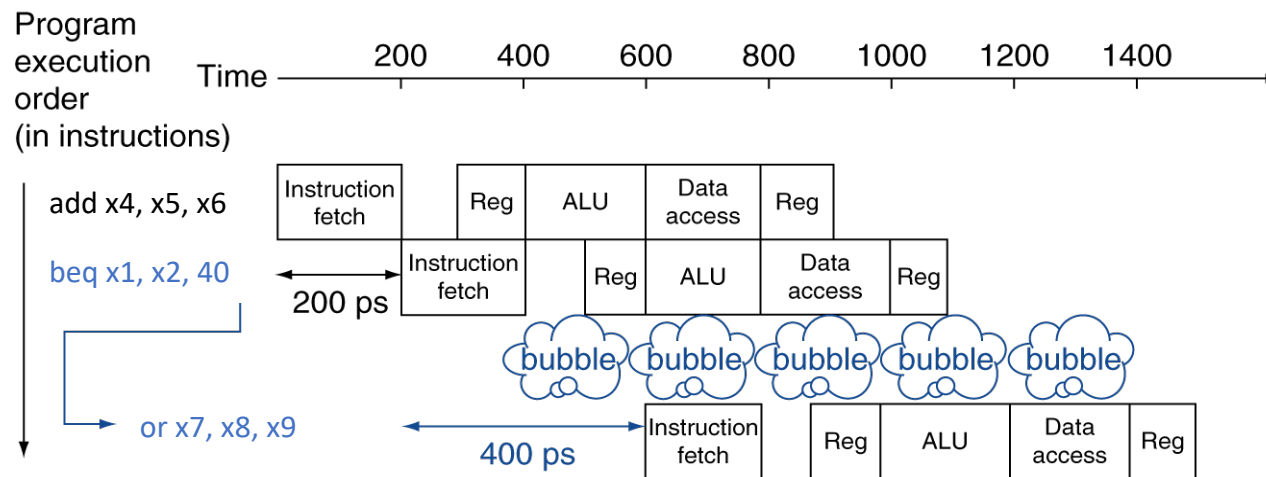 Program
execution
order
(in instructions)
Time
200 400 600 800 1000 1200 1400
add x4, x5, x6
Instruction
fetch
Reg
ALU
Data
access
Reg
beq x1, x2, 40
200 ps
Instruction
fetch
Reg
ALU
Data
access
Reg
bubble bubble bubble bubble bubble
or x7, x8, x9
400 ps
Instruction
fetch
Reg
ALU
Data
access
Reg